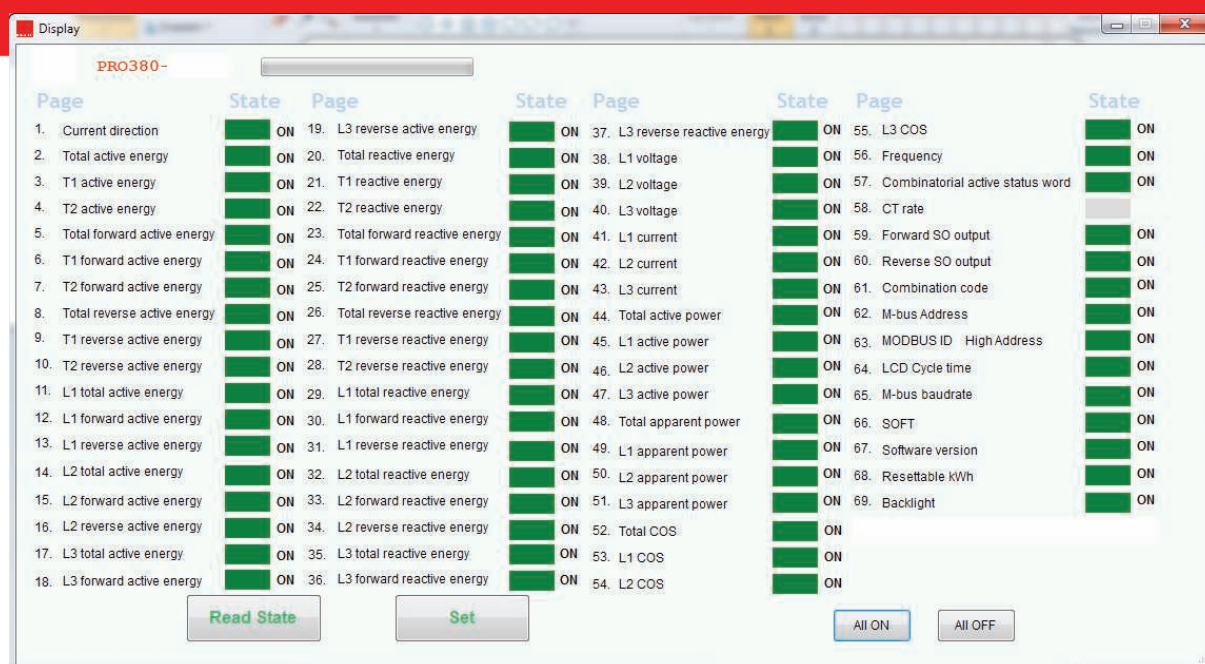 Display
PRO380-
Page State Page State Page State Page State
1. Current direction ON 19. L3 reverse active energy ON 37. L3 reverse reactive energy ON 55. L3 COS ON
2. Total active energy ON 20. Total reactive energy ON 38. L1 voltage ON 56. Frequency ON
3. T1 active energy ON 21. T1 reactive energy ON 39. L2 voltage ON 57. Combinatorial active status word ON
4. T2 active energy ON 22. T2 reactive energy ON 40. L3 voltage ON 58. CT rate
5. Total forward active energy ON 23. Total forward reactive energy ON 41. L1 current ON 59. Forward SO output ON
6. T1 forward active energy ON 24. T1 forward reactive energy ON 42. L2 current ON 60. Reverse SO output ON
7. T2 forward active energy ON 25. T2 forward reactive energy ON 43. L3 current ON 61. Combination code ON
8. Total reverse active energy ON 26. Total reverse reactive energy ON 44. Total active power ON 62. M-bus Address ON
9. T1 reverse active energy ON 27. T1 reverse reactive energy ON 45. L1 active power ON 63. MODBUS ID High Address ON
10. T2 reverse active energy ON 28. T2 reverse reactive energy ON 46. L2 active power ON 64. LCD Cycle time ON
11. L1 total active energy ON 29. L1 total reactive energy ON 47. L3 active power ON 65. M-bus baudrate ON
12. L1 forward active energy ON 30. L1 forward reactive energy ON 48. Total apparent power ON 66. SOFT ON
13. L1 reverse active energy ON 31. L1 reverse reactive energy ON 49. L1 apparent power ON 67. Software version ON
14. L2 total active energy ON 32. L2 total reactive energy ON 50. L2 apparent power ON 68. Resettable kWh ON
15. L2 forward active energy ON 33. L2 forward reactive energy ON 51. L3 apparent power ON 69. Backlight ON
16. L2 reverse active energy ON 34. L2 reverse reactive energy ON 52. Total COS ON
17. L3 total active energy ON 35. L3 total reactive energy ON 53. L1 COS ON
18. L3 forward active energy ON 36. L3 forward reactive energy ON 54. L2 COS ON
Read State Set All ON All OFF